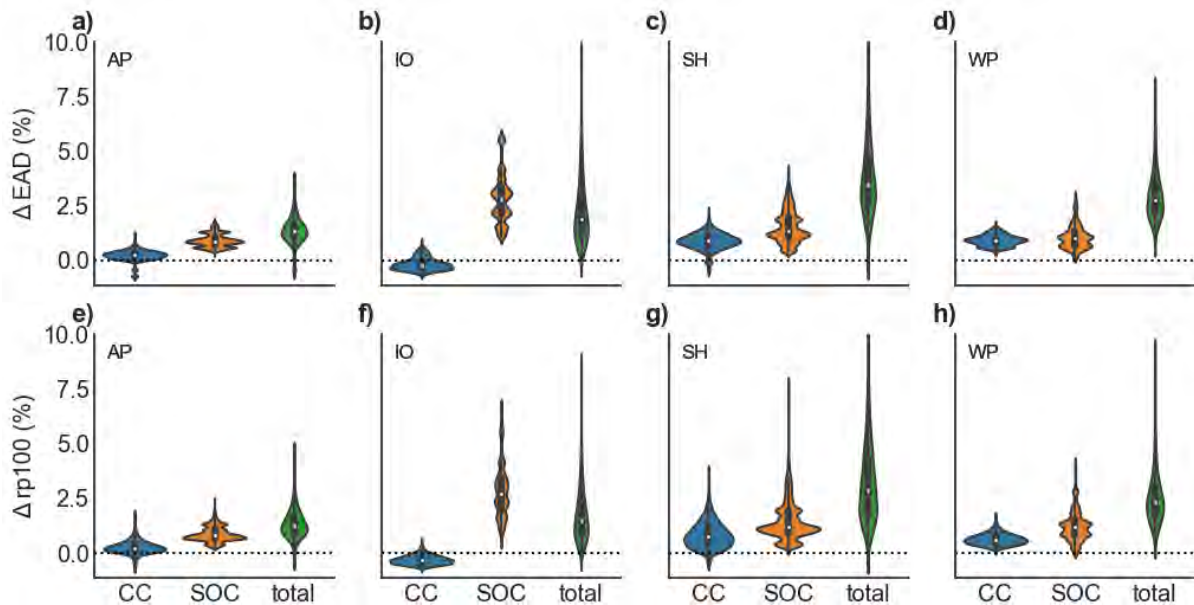 a) b) c) d)
AP IO SH WP
ΔEAD (%)
10.0
7.5
5.0
2.5
0.0
e) f) g) h)
AP IO SH WP
Δrp100 (%)
10.0
7.5
5.0
2.5
0.0
CC SOC total CC SOC total CC SOC total CC SOC total